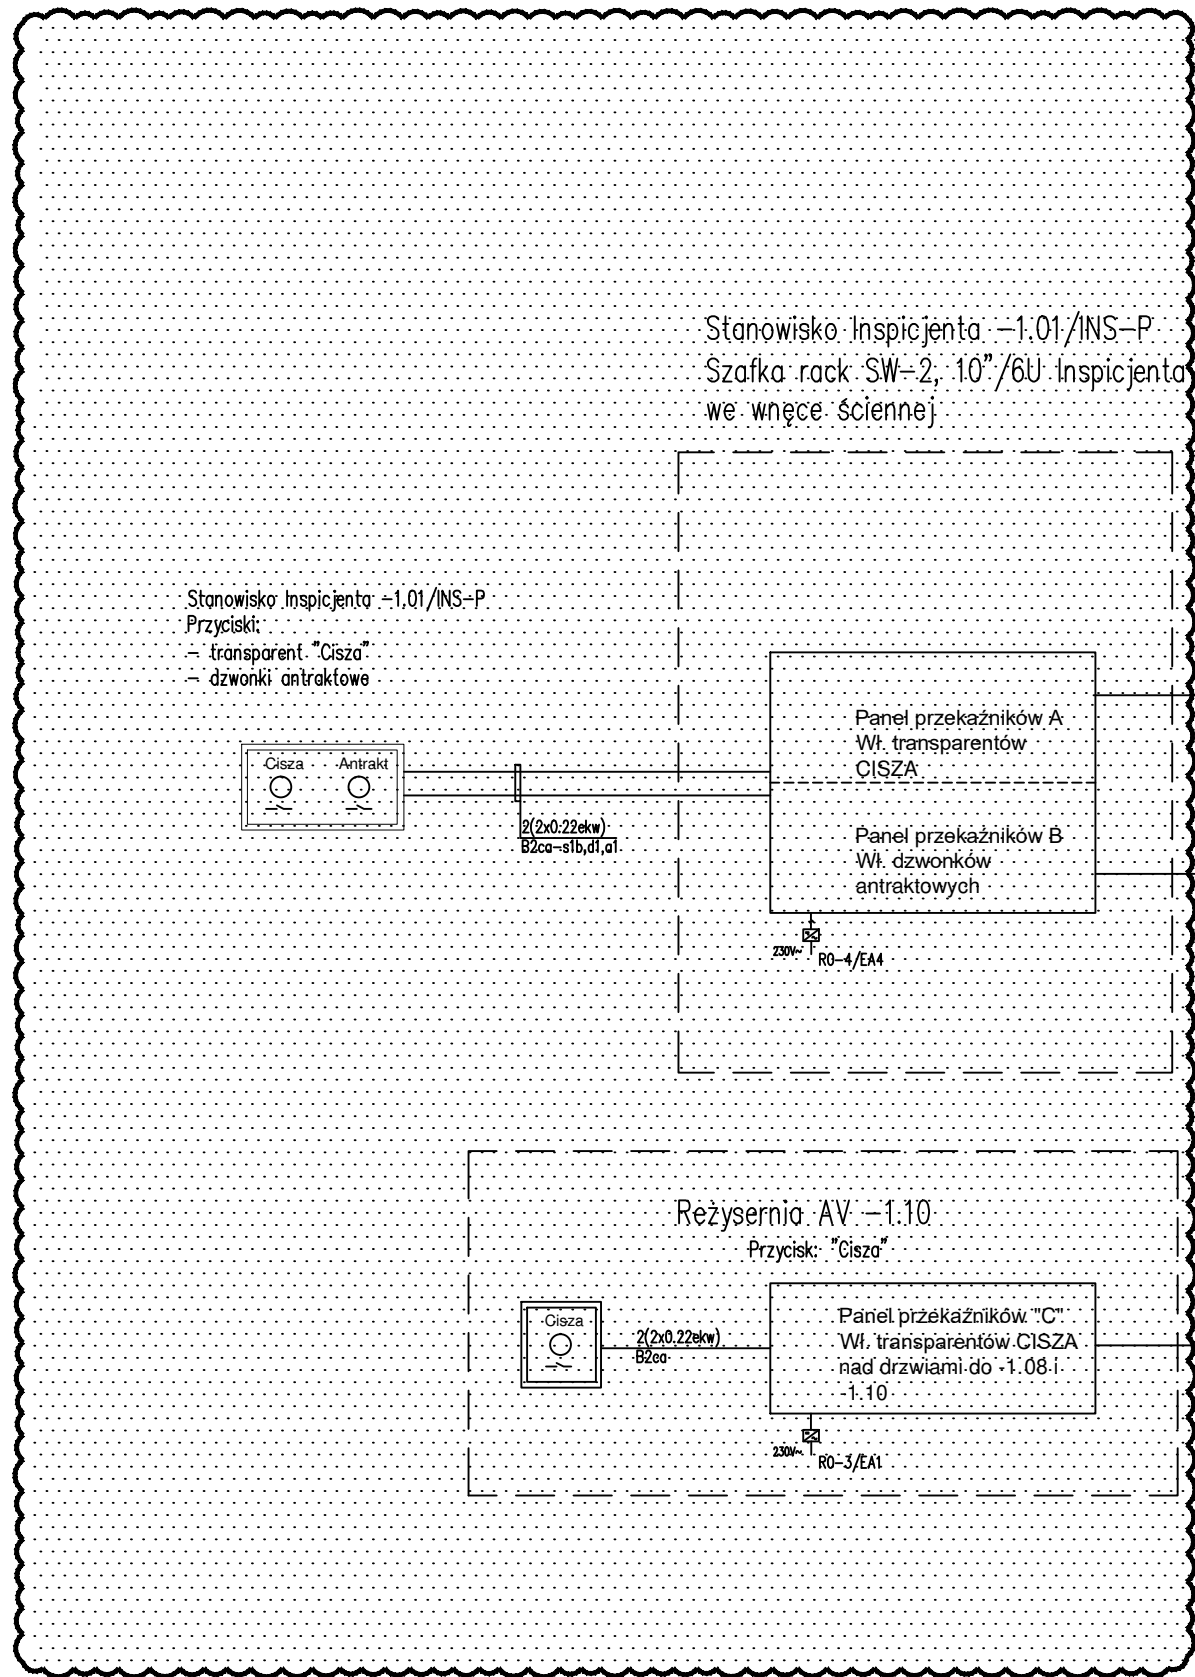 Stanowisko Inspicjenta -1.01/INS-P
Szafka rack SW-2, 10"/6U Inspicjenta
we wnęce ściennej
Stanowisko Inspicjenta -1.01/INS-P
Przyciski:
- transparent "Cisza"
- dzwonki antraktowe
Cisza Antrakt
2(2x0.22ekw)
B2ca-s1b,d1,a1
Panel przekaźników A
Wł. transparentów
CISZA
Panel przekaźników B
Wł. dzwonków
antraktowych
230V~ R0-4/EA4
Reżysernia AV -1.10
Przycisk: "Cisza"
Cisza
2(2x0.22ekw)
B2ca
Panel przekaźników "C"
Wł. transparentów CISZA
nad drzwiami do -1.08 i
-1.10
230V~ R0-3/EA1